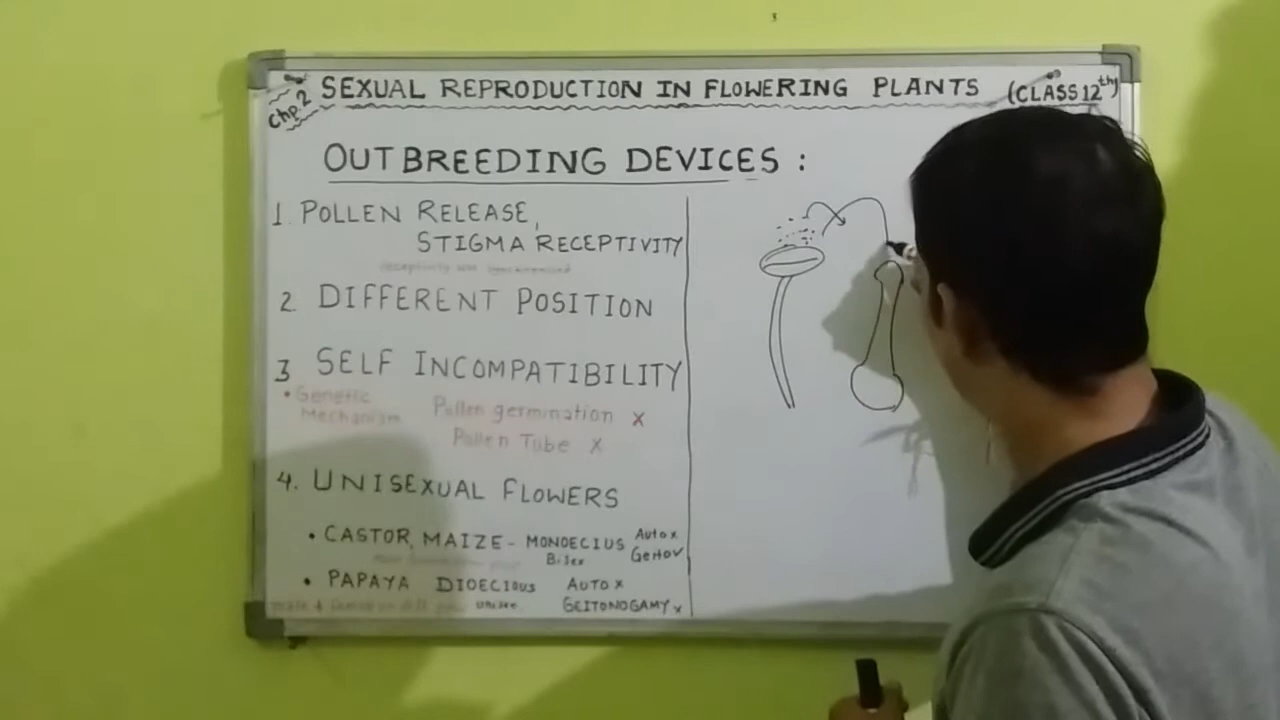 Chp. 2
SEXUAL REPRODUCTION IN FLOWERING PLANTS (CLASS 12th)
OUTBREEDING DEVICES :
1. POLLEN RELEASE,
STIGMA RECEPTIVITY
2. DIFFERENT POSITION
3 SELF INCOMPATIBILITY
• Genetic
Mechanism
Pollen germination x
Pollen Tube x
4. UNISEXUAL FLOWERS
• CASTOR, MAIZE - MONOECIUS Auto x
Bisex Geito✓
• PAPAYA DIOECIOUS AUTO x
GEITONOGAMY x